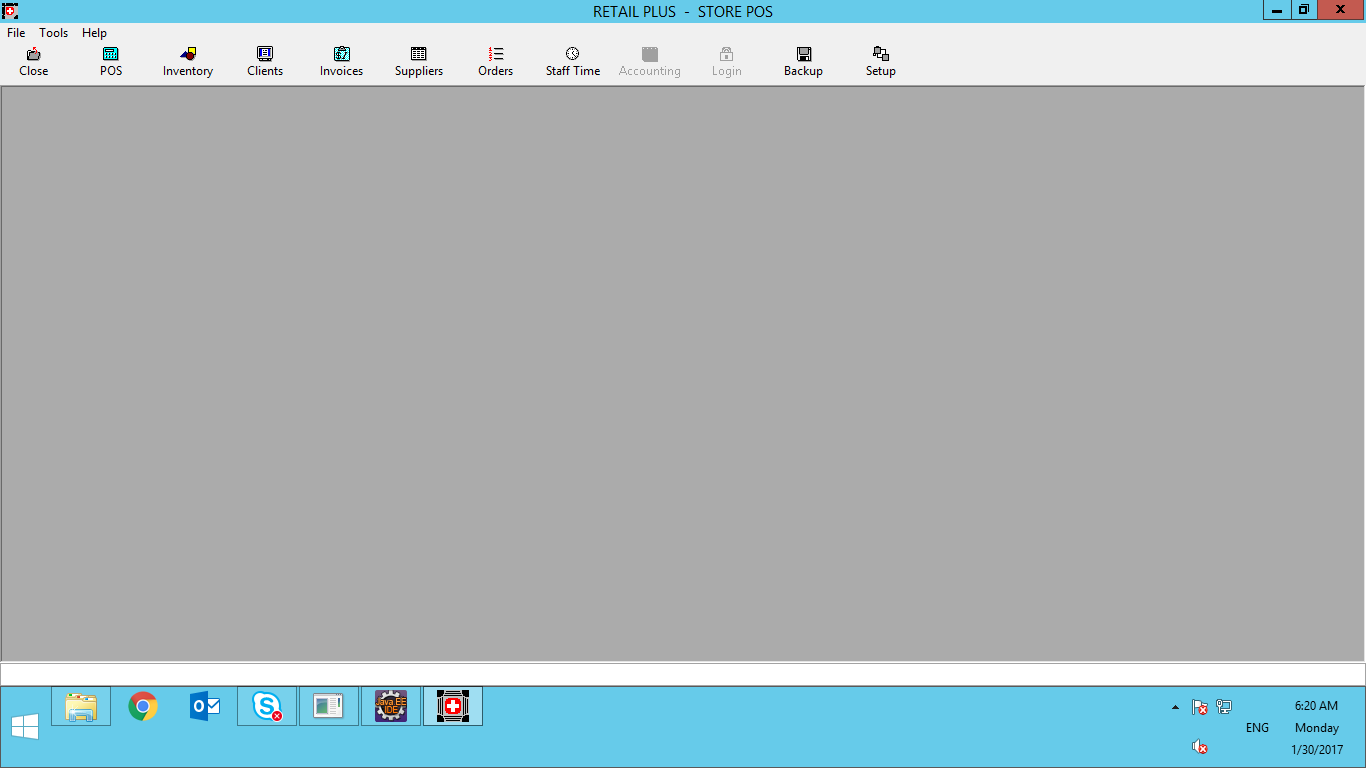 RETAIL PLUS - STORE POS
File Tools Help
Close POS Inventory Clients Invoices Suppliers Orders Staff Time Accounting Login Backup Setup
Java EE
IDE
6:20 AM
ENG Monday
1/30/2017